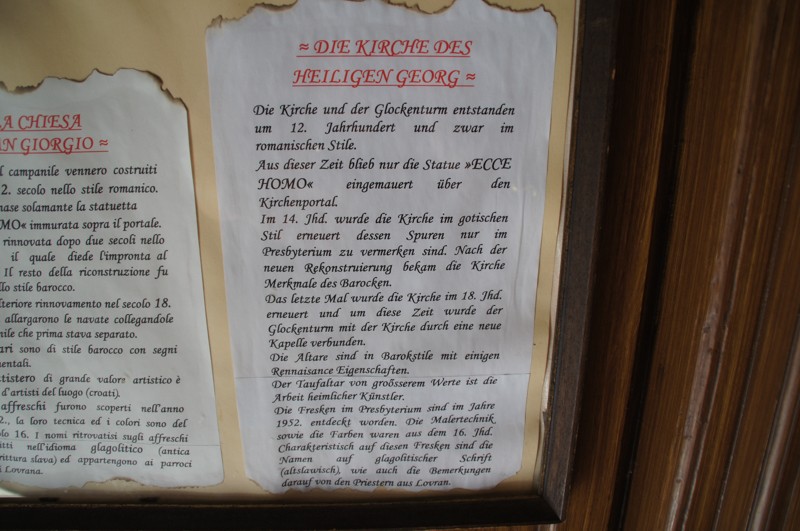 A CHIESA
N GIORGIO ≈
l campanile vennero costruiti
2. secolo nello stile romanico.
nase solamante la statuetta
MO« immurata sopra il portale.
rinnovata dopo due secoli nello
il quale diede l'impronta al
Il resto della riconstruzione fu
llo stile barocco.
lteriore rinnovamento nel secolo 18.
allargarono le navate collegandole
nile che prima stava separato.
ari sono di stile barocco con segni
mentali.
ttistero di grande valore artistico è
d'artisti del luogo (croati).
affreschi furono scoperti nell'anno
2., la loro tecnica ed i colori sono del
olo 16. I nomi ritrovatisi sugli affreschi
itti nell'idioma glagolitico (antica
rittura slava) ed appartengono ai parroci
i Lovrana.
≈ DIE KIRCHE DES
HEILIGEN GEORG ≈
Die Kirche und der Glockenturm entstanden
um 12. Jahrhundert und zwar im
romanischen Stile.
Aus dieser Zeit blieb nur die Statue »ECCE
HOMO« eingemauert über den
Kirchenportal.
Im 14. Jhd. wurde die Kirche im gotischen
Stil erneuert dessen Spuren nur im
Presbyterium zu vermerken sind. Nach der
neuen Rekonstruierung bekam die Kirche
Merkmale des Barocken.
Das letzte Mal wurde die Kirche im 18. Jhd.
erneuert und um diese Zeit wurde der
Glockenturm mit der Kirche durch eine neue
Kapelle verbunden.
Die Altare sind in Barokstile mit einigen
Rennaisance Eigenschaften.
Der Taufaltar von groösserem Werte ist die
Arbeit heimlicher Künstler.
Die Fresken im Presbyterium sind im Jahre
1952. entdeckt worden. Die Malertechnik
sowie die Farben waren aus dem 16. Jhd.
Charakteristisch auf diesen Fresken sind die
Namen auf glagolitischer Schrift
(altslawisch), wie auch die Bemerkungen
darauf von den Priestern aus Lovran.